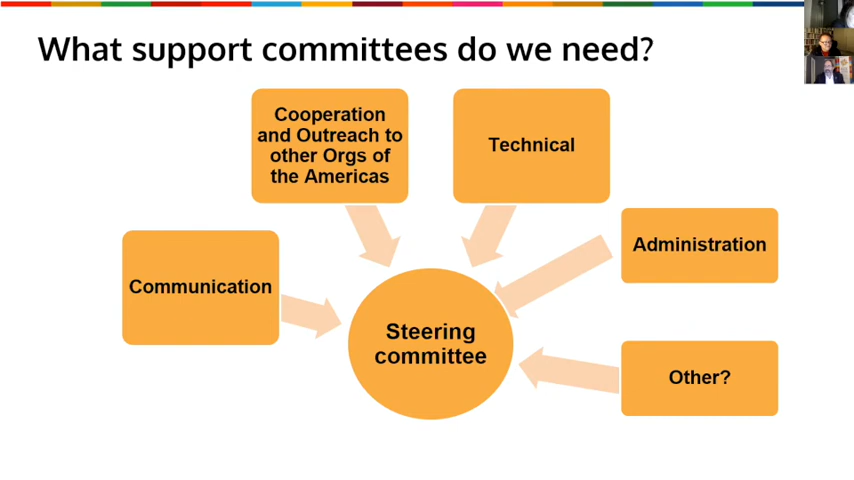 What support committees do we need?
Cooperation
and Outreach to
other Orgs of
the Americas
Technical
Administration
Communication
Steering
committee
Other?